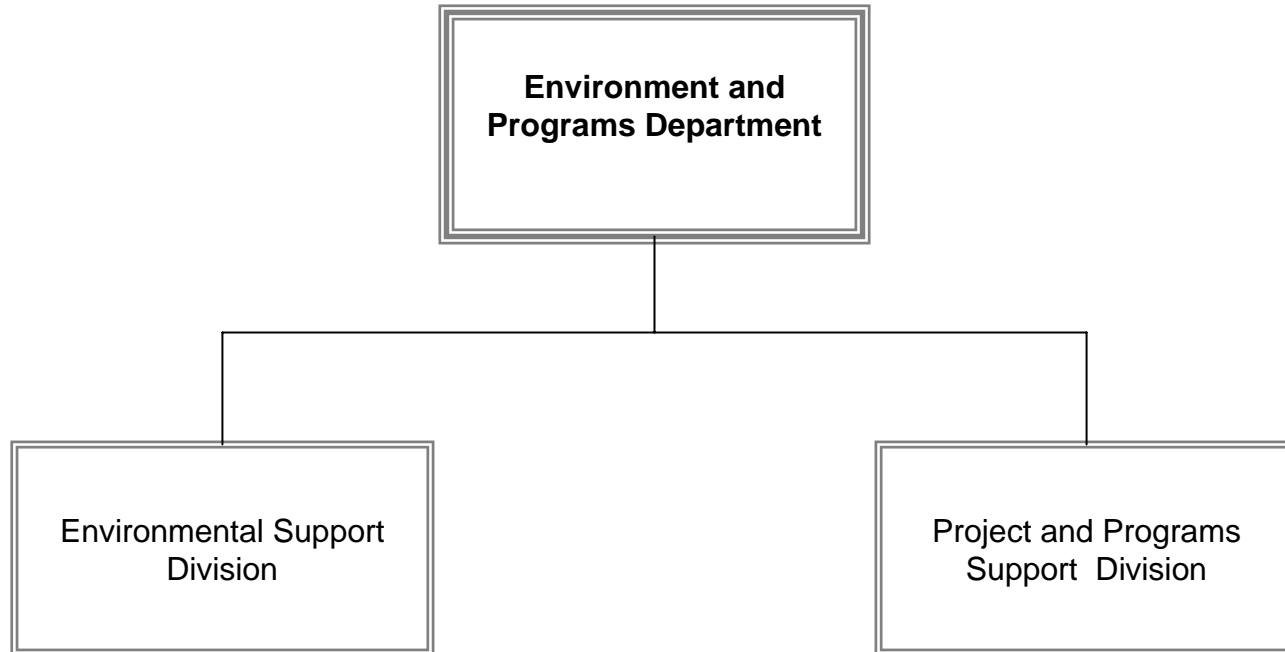 Environment and
Programs Department
Environmental Support
Division
Project and Programs
Support  Division